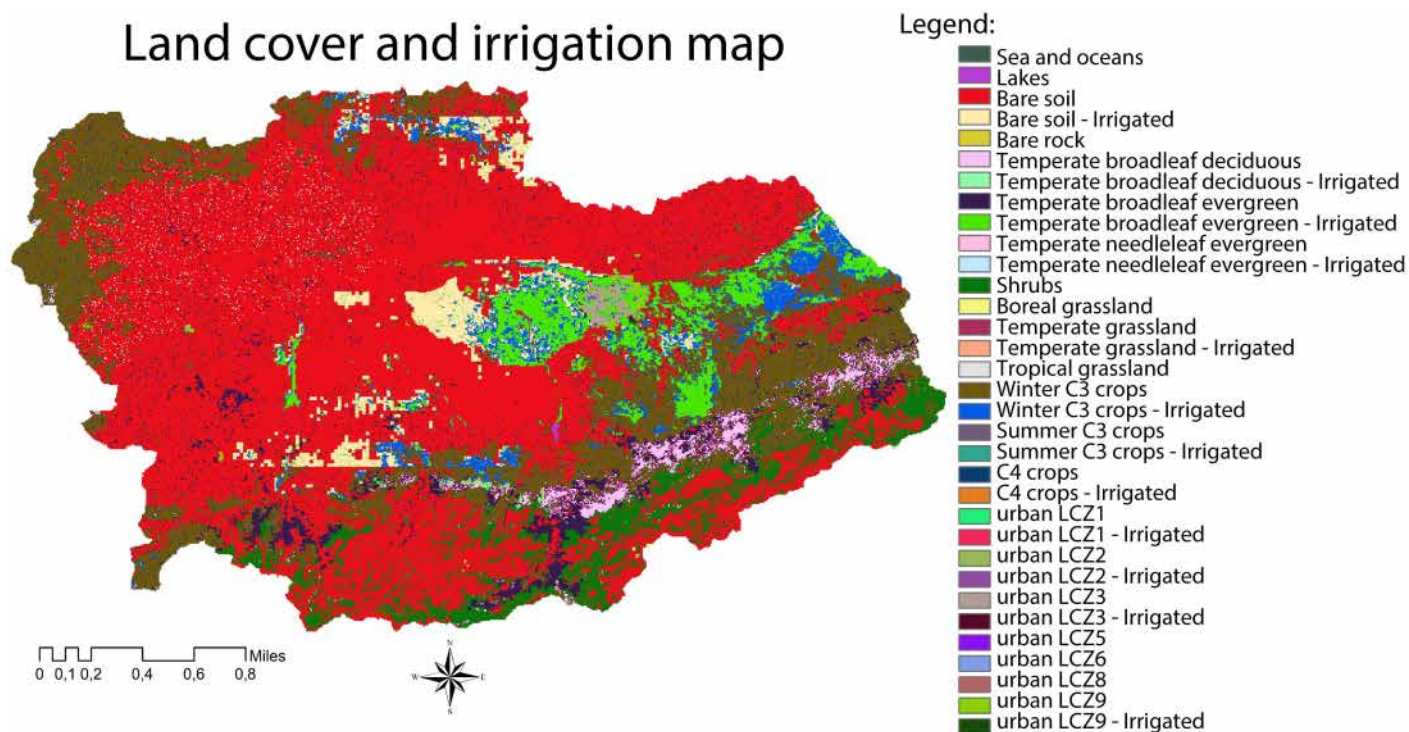 Land cover and irrigation map
Legend:
Sea and oceans
Lakes
Bare soil
Bare soil - Irrigated
Bare rock
Temperate broadleaf deciduous
Temperate broadleaf deciduous - Irrigated
Temperate broadleaf evergreen
Temperate broadleaf evergreen - Irrigated
Temperate needleleaf evergreen
Temperate needleleaf evergreen - Irrigated
Shrubs
Boreal grassland
Temperate grassland
Temperate grassland - Irrigated
Tropical grassland
Winter C3 crops
Winter C3 crops - Irrigated
Summer C3 crops
Summer C3 crops - Irrigated
C4 crops
C4 crops - Irrigated
urban LCZ1
urban LCZ1 - Irrigated
urban LCZ2
urban LCZ2 - Irrigated
urban LCZ3
urban LCZ3 - Irrigated
urban LCZ5
urban LCZ6
urban LCZ8
urban LCZ9
urban LCZ9 - Irrigated
Miles
0 0,1 0,2 0,4 0,6 0,8
N
W E
S